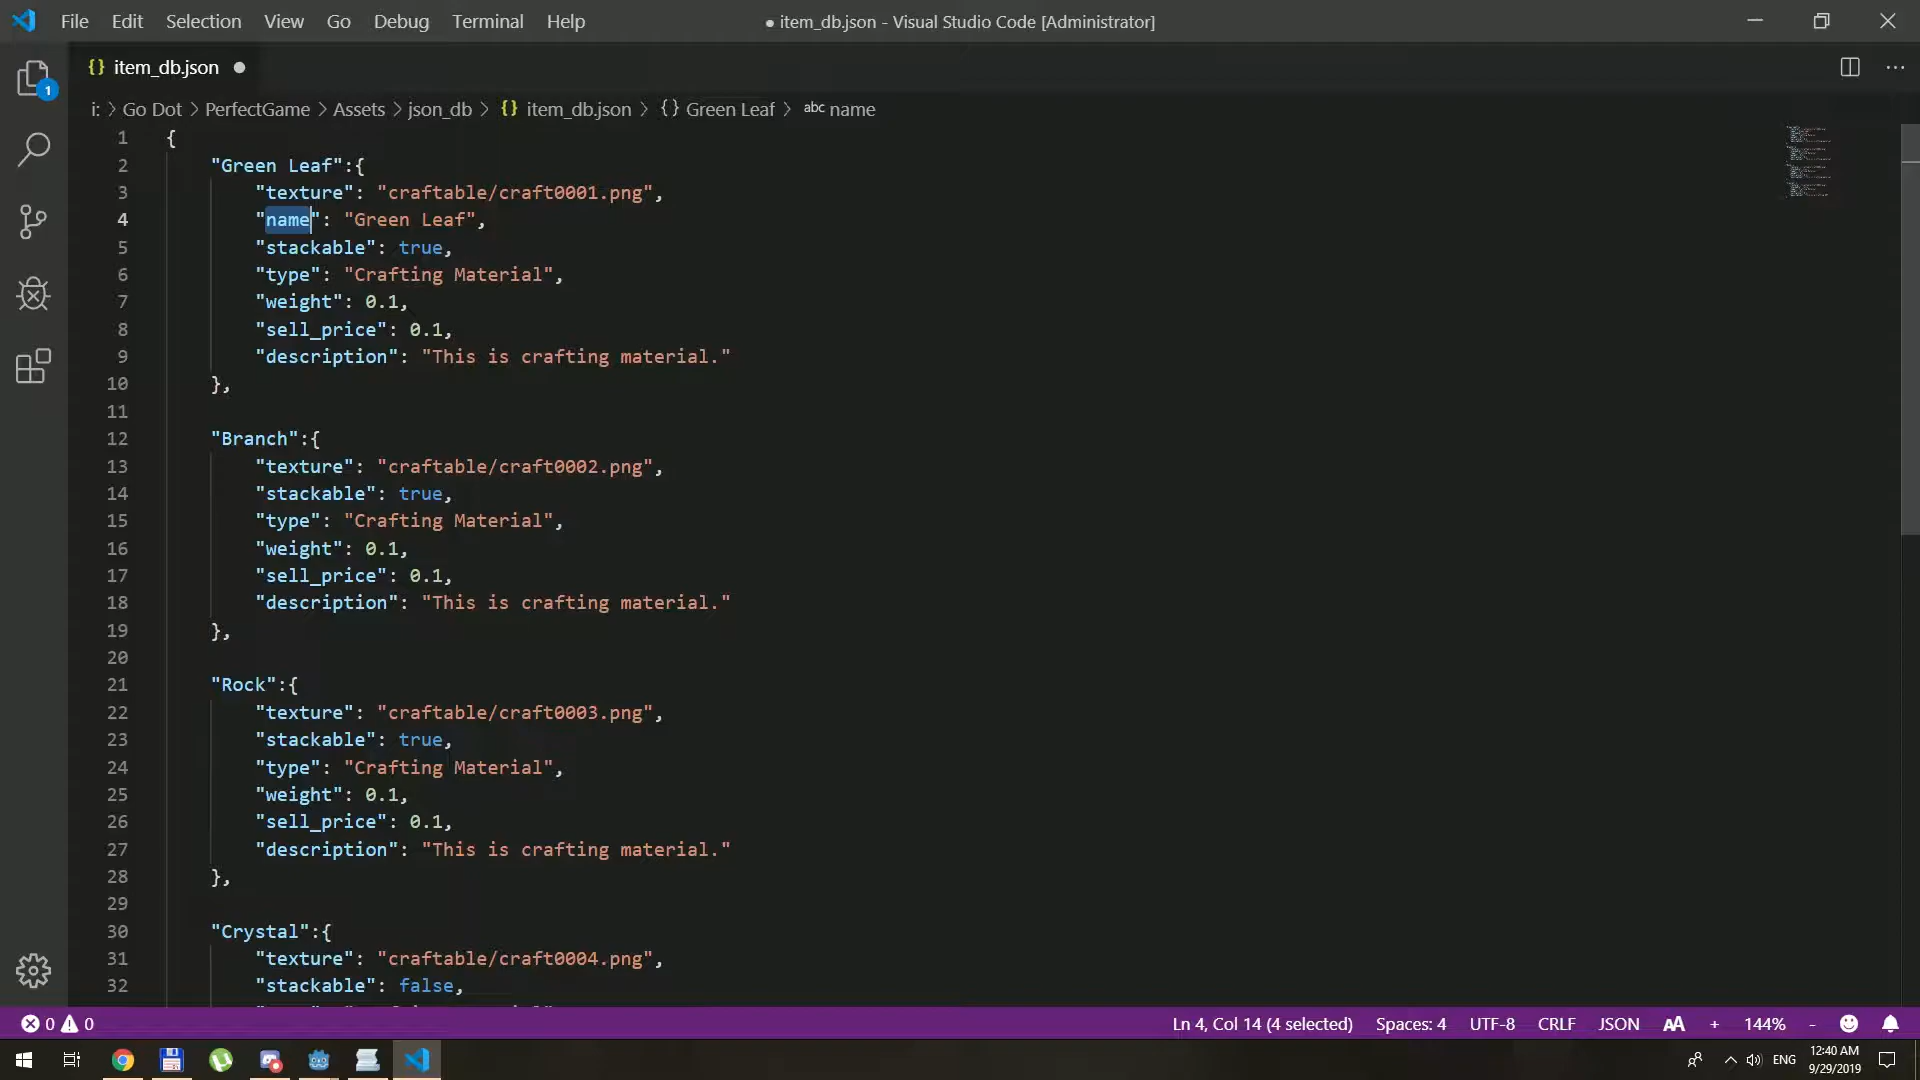 File Edit Selection View Go Debug Terminal Help
● item_db.json - Visual Studio Code [Administrator]
{} item_db.json ●
1
i: > Go Dot > PerfectGame > Assets > json_db > {} item_db.json > {} Green Leaf > abc name
1 {
2 "Green Leaf":{
3 "texture": "craftable/craft0001.png",
4 "name": "Green Leaf",
5 "stackable": true,
6 "type": "Crafting Material",
7 "weight": 0.1,
8 "sell_price": 0.1,
9 "description": "This is crafting material."
10 },
11
12 "Branch":{
13 "texture": "craftable/craft0002.png",
14 "stackable": true,
15 "type": "Crafting Material",
16 "weight": 0.1,
17 "sell_price": 0.1,
18 "description": "This is crafting material."
19 },
20
21 "Rock":{
22 "texture": "craftable/craft0003.png",
23 "stackable": true,
24 "type": "Crafting Material",
25 "weight": 0.1,
26 "sell_price": 0.1,
27 "description": "This is crafting material."
28 },
29
30 "Crystal":{
31 "texture": "craftable/craft0004.png",
32 "stackable": false,
0 0
Ln 4, Col 14 (4 selected) Spaces: 4 UTF-8 CRLF JSON AA + 144% -
ENG
12:40 AM
9/29/2019